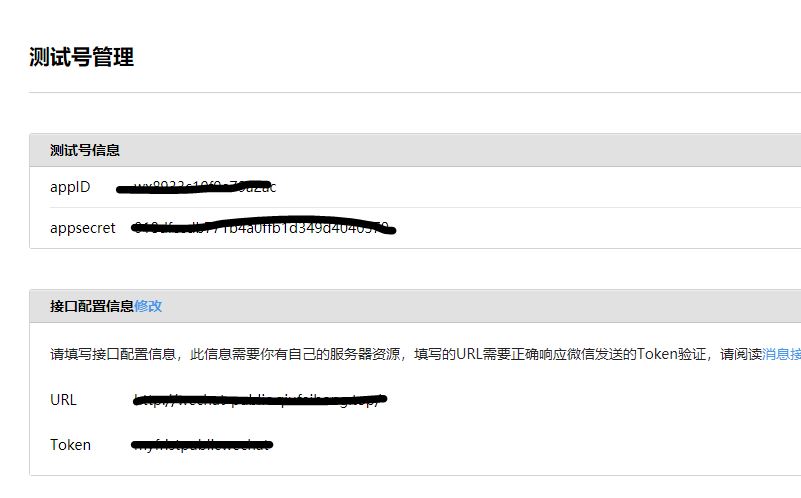 测试号管理
测试号信息
appID
appsecret
接口配置信息修改
请填写接口配置信息，此信息需要你有自己的服务器资源，填写的URL需要正确响应微信发送的Token验证，请阅读消息接
URL
Token